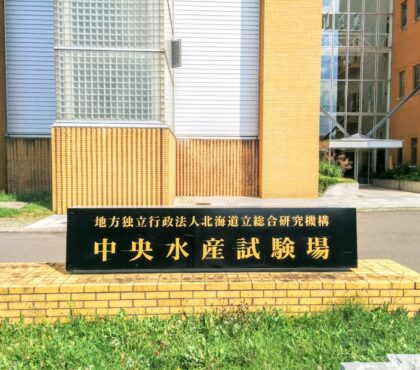 地方独立行政法人北海道立総合研究機構
中央水産試験場